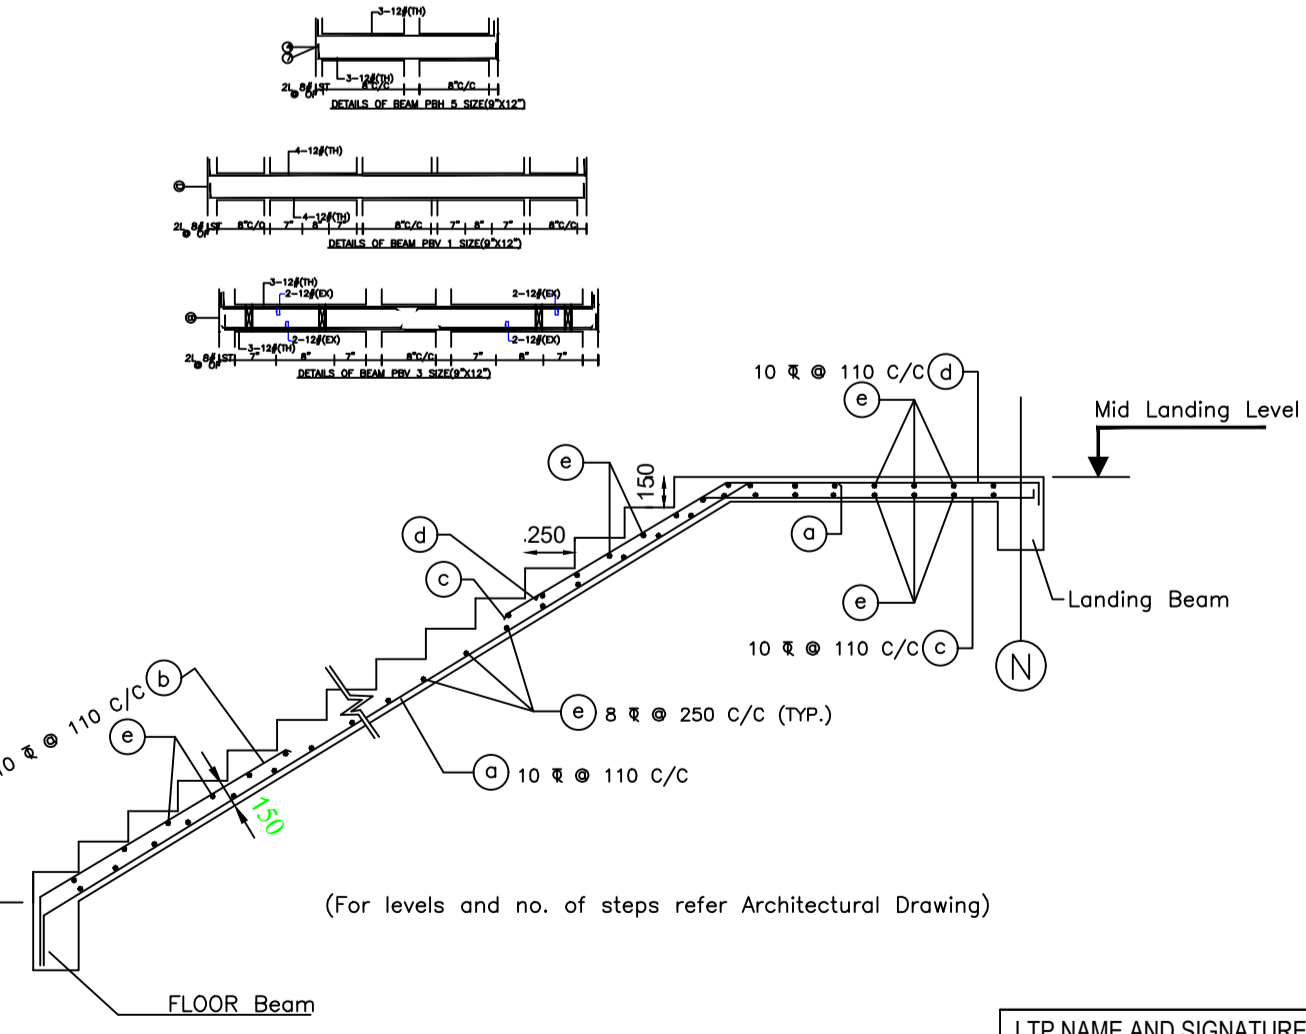 3-12#(TH)
3-12#(TH)
8"C/C 8"C/C
2L 8# 1ST
@ OF
DETAILS OF BEAM PBH 5 SIZE(9"X12")
4-12#(TH)
4-12#(TH)
2L 8# 1ST 8"C/C 7" 8" 7" 8"C/C 7" 8" 7" 8"C/C
@ OF
DETAILS OF BEAM PBV 1 SIZE(9"X12")
3-12#(TH)
2-12#(EX) 2-12#(EX)
2-12#(EX) 2-12#(EX)
3-12#(TH)
2L 8# 1ST 7" 8" 7" 8"C/C 7" 8" 7"
@ OF
DETAILS OF BEAM PBV 3 SIZE(9"X12")
10 @ 110 C/C d
e
Mid Landing Level
e
150
d
.250
a
c
e
Landing Beam
10 @ 110 C/C c
N
b
10 @ 110 C/C
e
e 8 @ 250 C/C (TYP.)
a 10 @ 110 C/C
150
(For levels and no. of steps refer Architectural Drawing)
FLOOR Beam
LTP NAME AND SIGNATURE